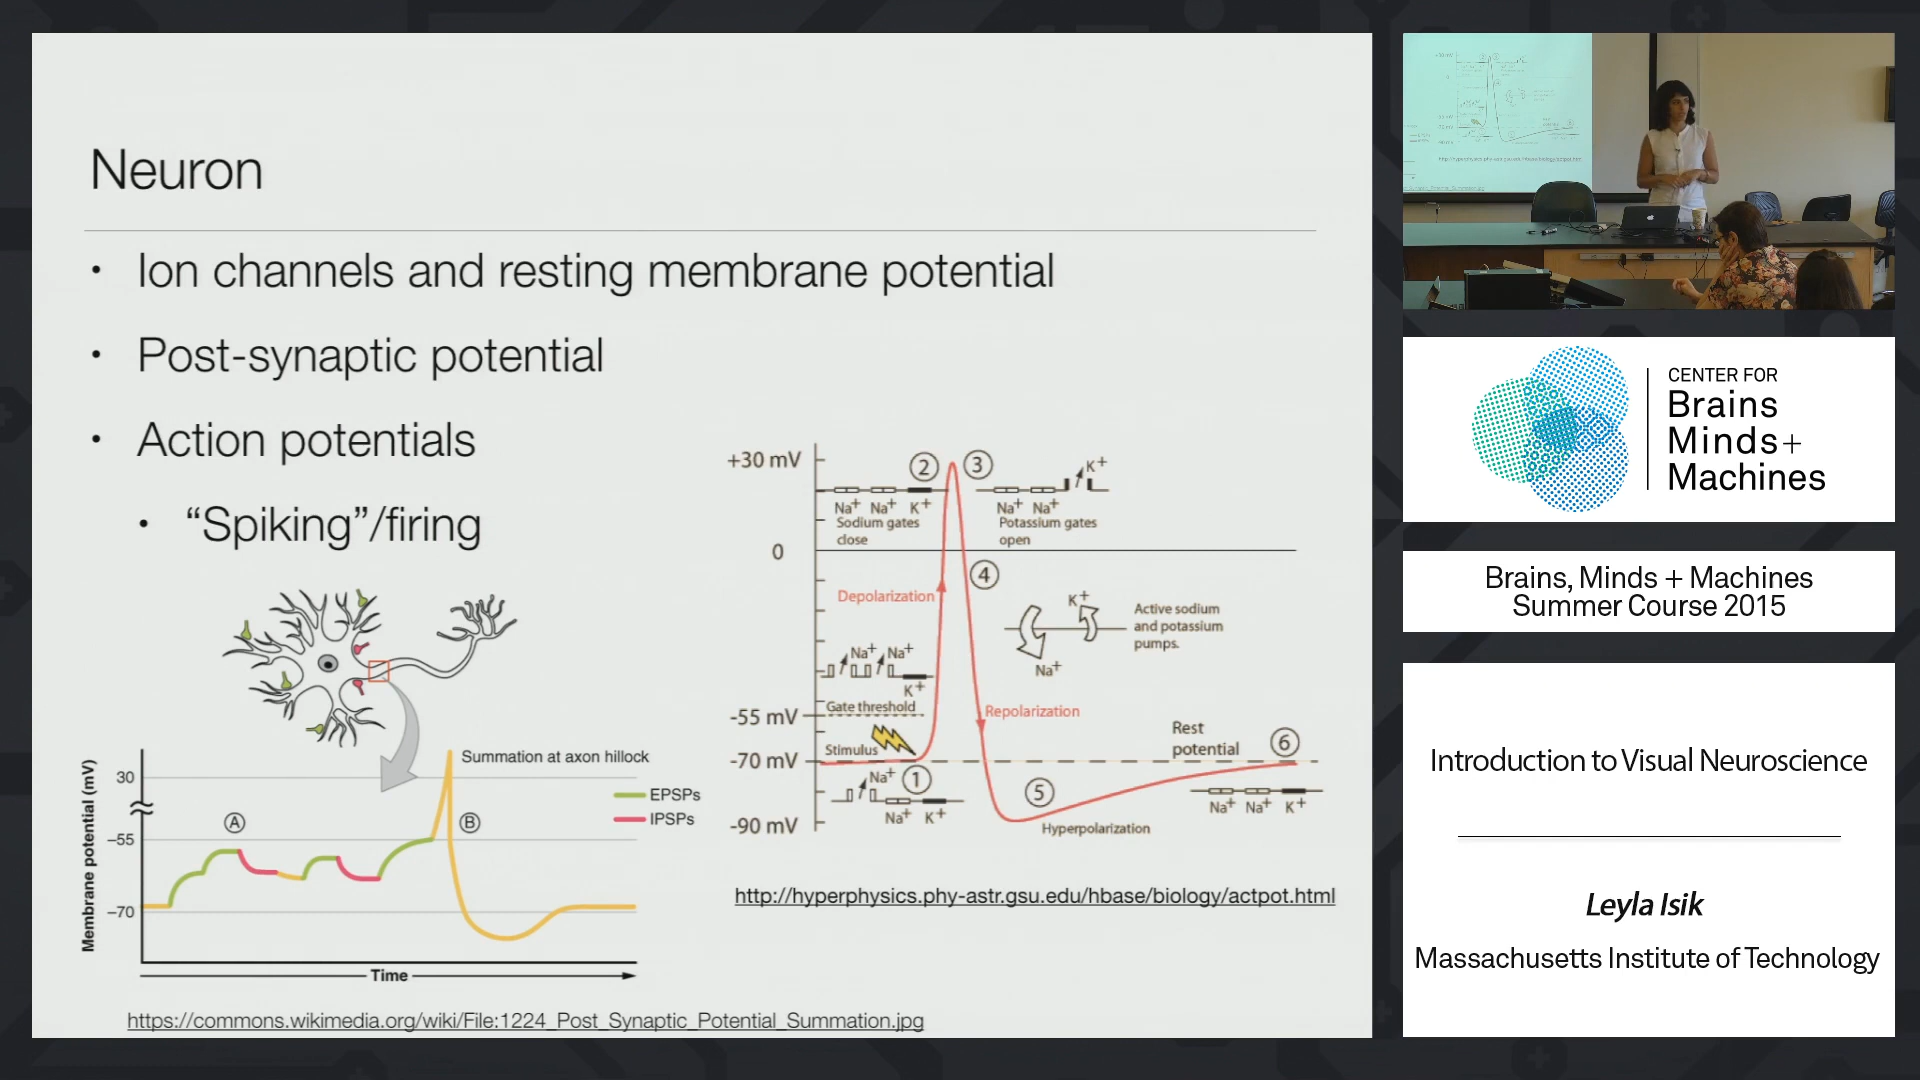 Neuron
• Ion channels and resting membrane potential
• Post-synaptic potential
• Action potentials
• “Spiking”/firing
Summation at axon hillock
EPSPs
IPSPs
Membrane potential (mV)
30
–55
–70
A
B
Time
https://commons.wikimedia.org/wiki/File:1224_Post_Synaptic_Potential_Summation.jpg
+30 mV
0
-55 mV
-70 mV
-90 mV
2
3
Na+ Na+ K+
Sodium gates
close
K+
Na+ Na+
Potassium gates
open
Depolarization
4
K+
Na+
Active sodium
and potassium
pumps.
Na+ Na+
K+
Gate threshold
Stimulus
Repolarization
Na+
1
Na+ K+
5
Hyperpolarization
Rest
potential
6
Na+ Na+ K+
http://hyperphysics.phy-astr.gsu.edu/hbase/biology/actpot.html
CENTER FOR
Brains
Minds+
Machines
Brains, Minds + Machines
Summer Course 2015
Introduction to Visual Neuroscience
Leyla Isik
Massachusetts Institute of Technology